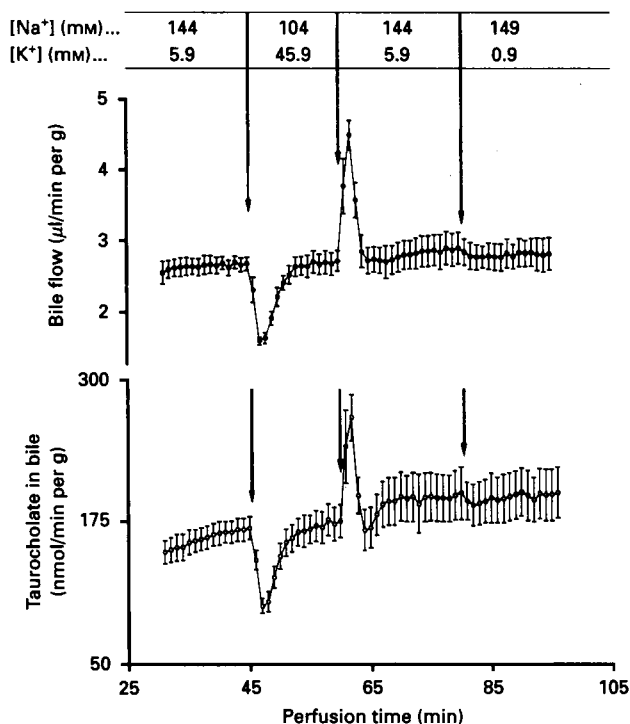 [Na⁺] (mM)... 144 104 144 149
[K⁺] (mM)... 5.9 45.9 5.9 0.9
Bile flow (µl/min per g)
5
4
3
2
1
Taurocholate in bile
(nmol/min per g)
300
175
50
25 45 65 85 105
Perfusion time (min)